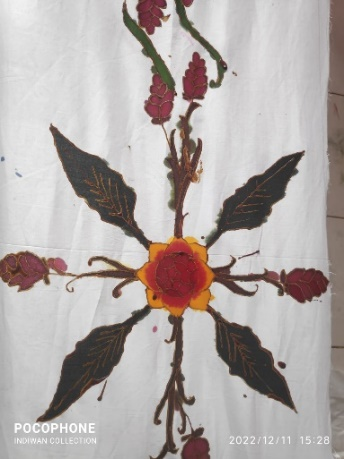 POCOPHONE
INDIWAN COLLECTION
2022/12/11 15:28